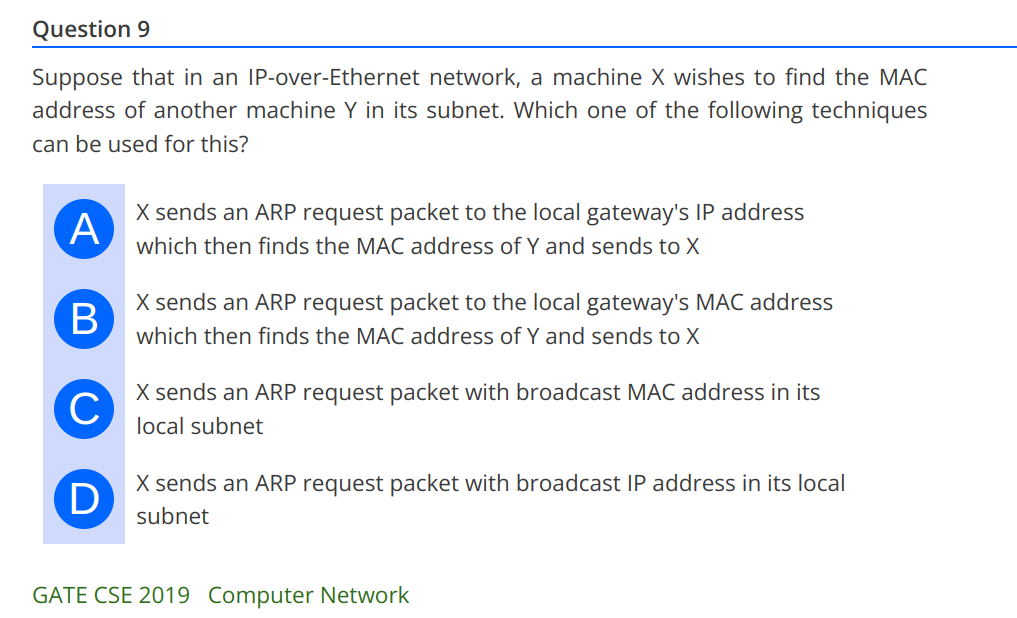 Question 9
Suppose that in an IP-over-Ethernet network, a machine X wishes to find the MAC
address of another machine Y in its subnet. Which one of the following techniques
can be used for this?
A X sends an ARP request packet to the local gateway's IP address
which then finds the MAC address of Y and sends to X
B X sends an ARP request packet to the local gateway's MAC address
which then finds the MAC address of Y and sends to X
C X sends an ARP request packet with broadcast MAC address in its
local subnet
D X sends an ARP request packet with broadcast IP address in its local
subnet
GATE CSE 2019 Computer Network